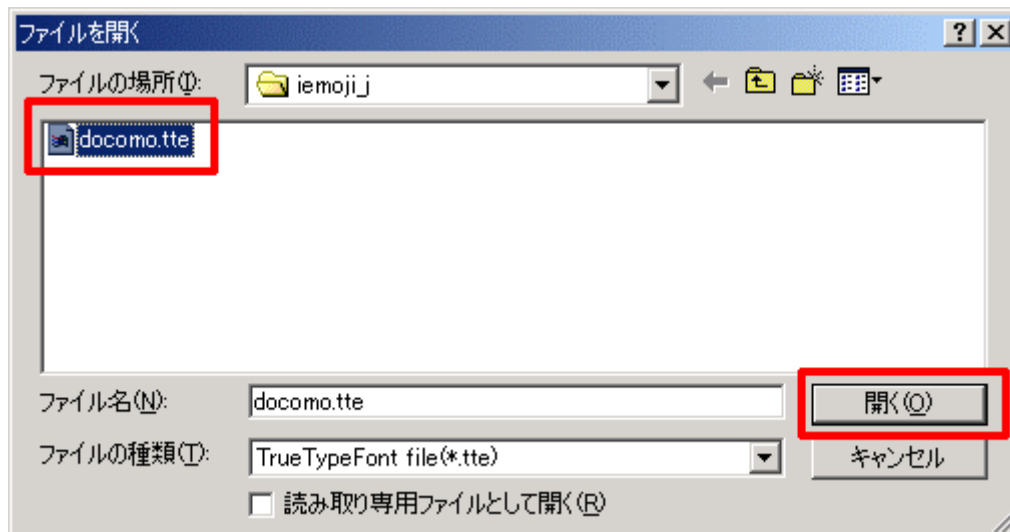 ファイルを開く
ファイルの場所(I): iemoji_j
docomo.tte
ファイル名(N): docomo.tte 開く(O)
ファイルの種類(T): TrueTypeFont file(*.tte) キャンセル
読み取り専用ファイルとして開く(R)